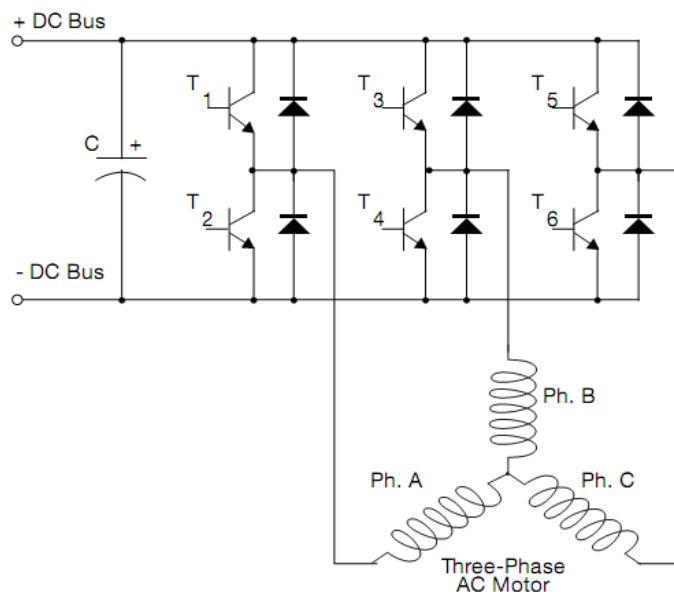 + DC Bus
T1
T3
T5
C +
T2
T4
T6
- DC Bus
Ph. B
Ph. A
Ph. C
Three-Phase
AC Motor